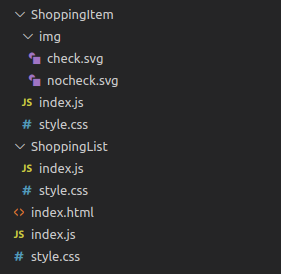 ShoppingItem
img
check.svg
nocheck.svg
JS index.js
# style.css
ShoppingList
JS index.js
# style.css
<> index.html
JS index.js
# style.css